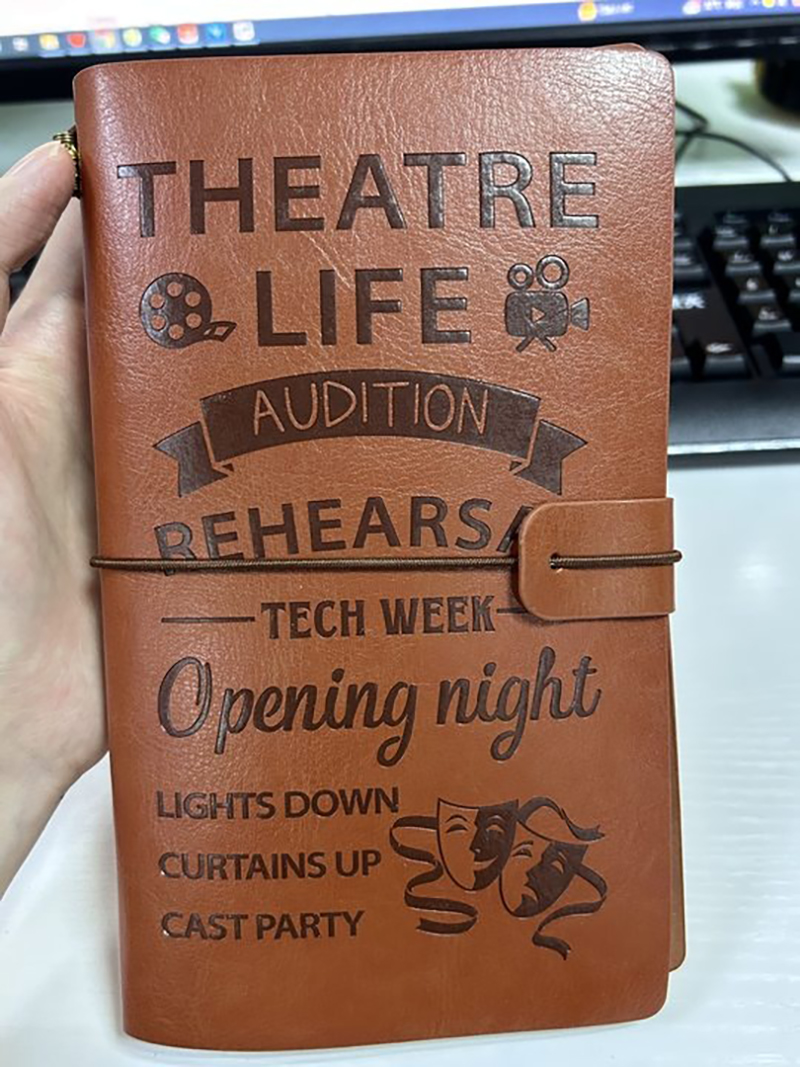 THEATRE
LIFE
AUDITION
REHEARSA
TECH WEEK
Opening night
LIGHTS DOWN
CURTAINS UP
CAST PARTY